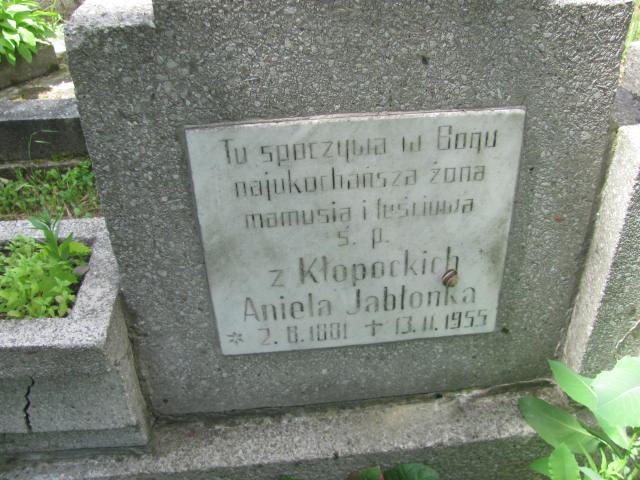 Tu spoczywa w Bogu
najukochańsza żona
mamusia i teściowa
ś. p.
z Kłopockich
Aniela Jabłonka
* 2.8.1881 + 13.11.1955